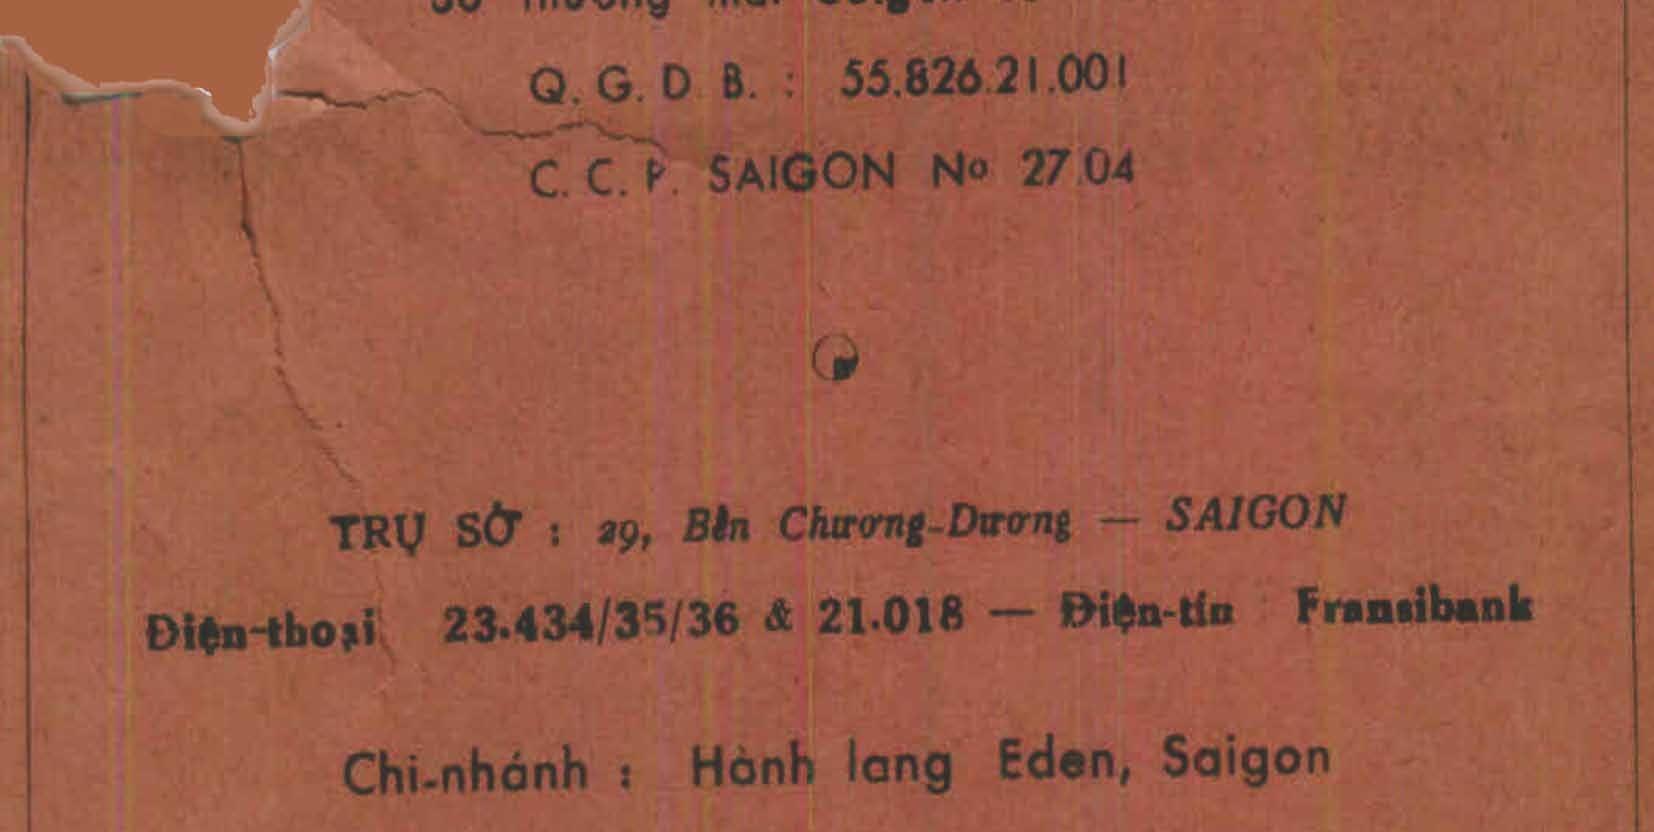 Q. G. D. B. : 55.826.21.001
C. C. P. SAIGON Nº 27.04
TRỤ SỞ : 29, Bến Chương-Dương — SAIGON
Điện-thoại 23.434/35/36 & 21.018 — Điện-tín Fransibank
Chi-nhánh : Hành lang Eden, Saigon